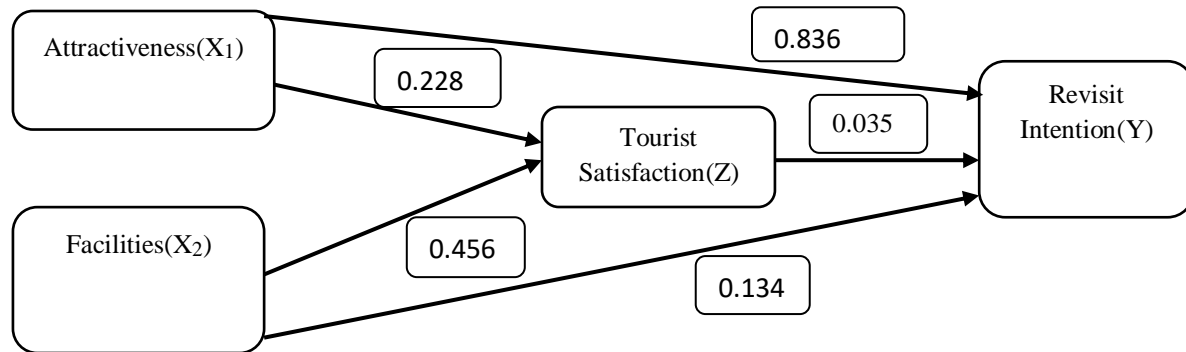 Attractiveness(X1)
0.836
0.228
Revisit
Intention(Y)
Tourist
Satisfaction(Z)
0.035
Facilities(X2)
0.456
0.134